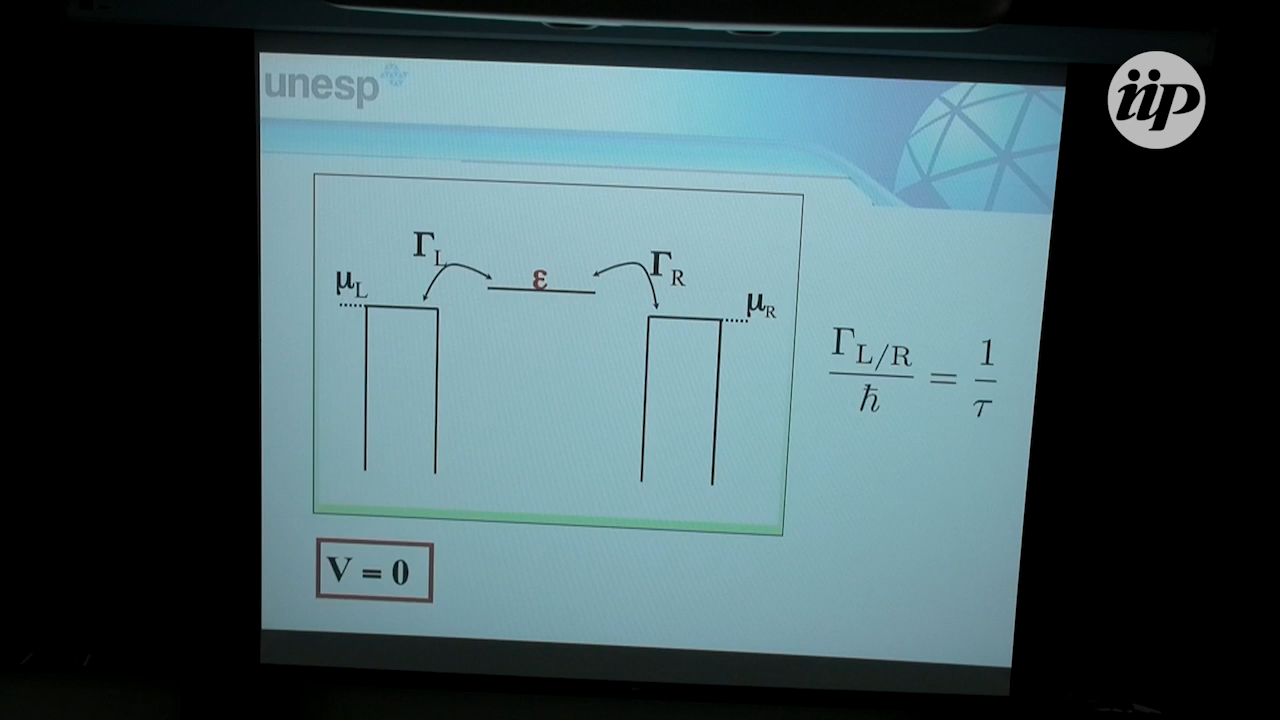 unesp
iip
Γ_L
ε
Γ_R
μ_L
μ_R
Γ_L/R / ħ = 1 / τ
V = 0